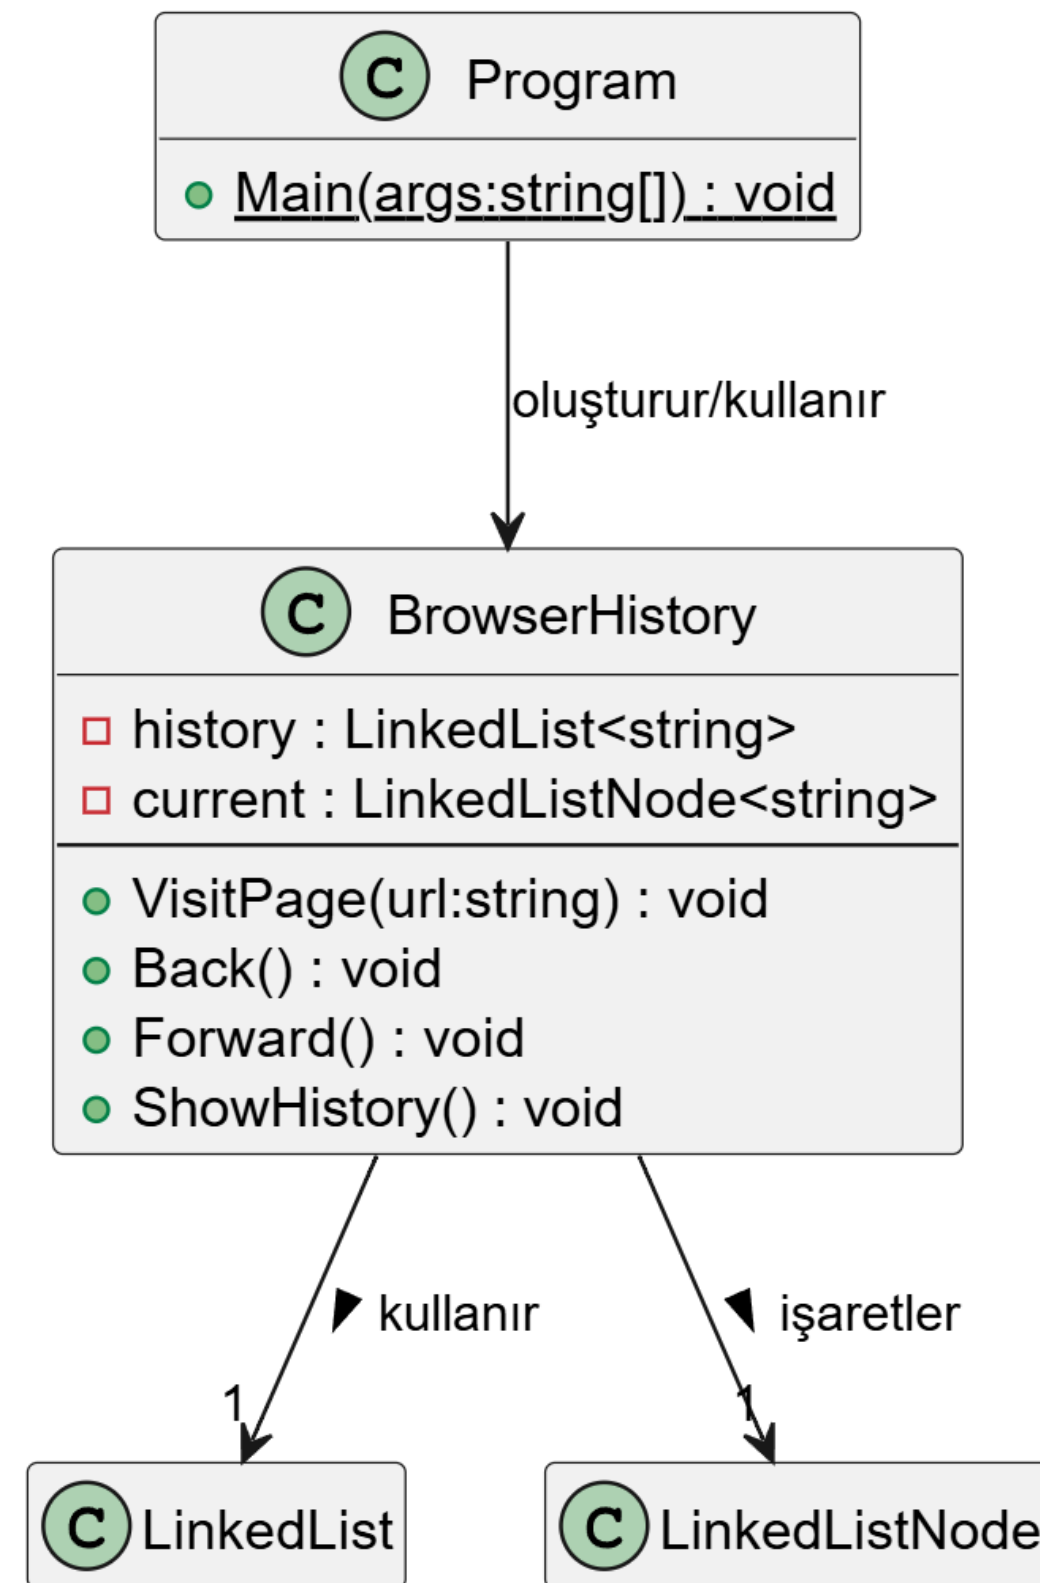 C Program
Main(args:string[]) : void
oluşturur/kullanır
C BrowserHistory
history : LinkedList<string>
current : LinkedListNode<string>
VisitPage(url:string) : void
Back() : void
Forward() : void
ShowHistory() : void
kullanır
işaretler
1
1
C LinkedList
C LinkedListNode